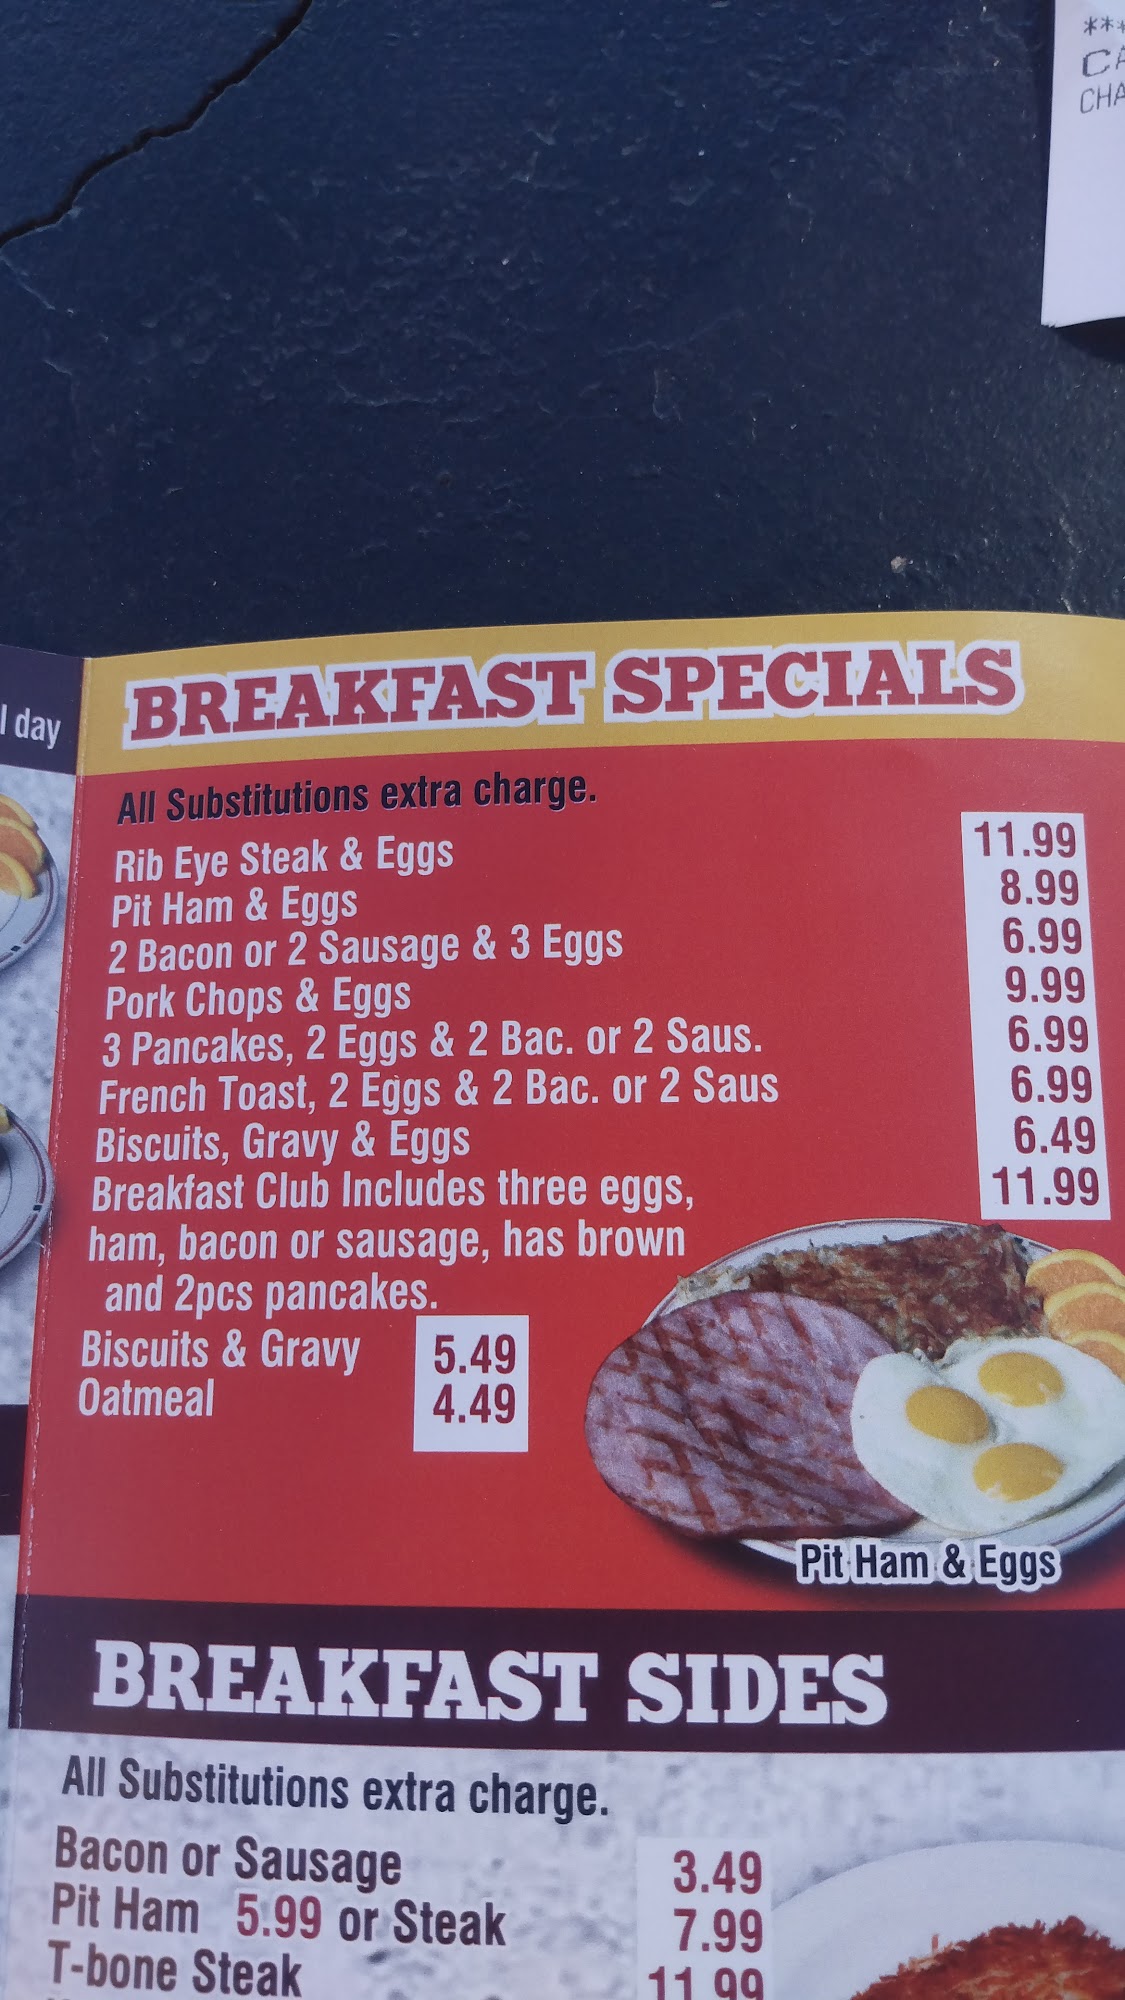 ***
CHA
l day
BREAKFAST SPECIALS
All Substitutions extra charge.
Rib Eye Steak & Eggs 11.99
Pit Ham & Eggs 8.99
2 Bacon or 2 Sausage & 3 Eggs 6.99
Pork Chops & Eggs 9.99
3 Pancakes, 2 Eggs & 2 Bac. or 2 Saus. 6.99
French Toast, 2 Eggs & 2 Bac. or 2 Saus 6.99
Biscuits, Gravy & Eggs 6.49
Breakfast Club Includes three eggs, 11.99
ham, bacon or sausage, has brown
and 2pcs pancakes.
Biscuits & Gravy 5.49
Oatmeal 4.49
Pit Ham & Eggs
BREAKFAST SIDES
All Substitutions extra charge.
Bacon or Sausage 3.49
Pit Ham 5.99 or Steak 7.99
T-bone Steak 11.99